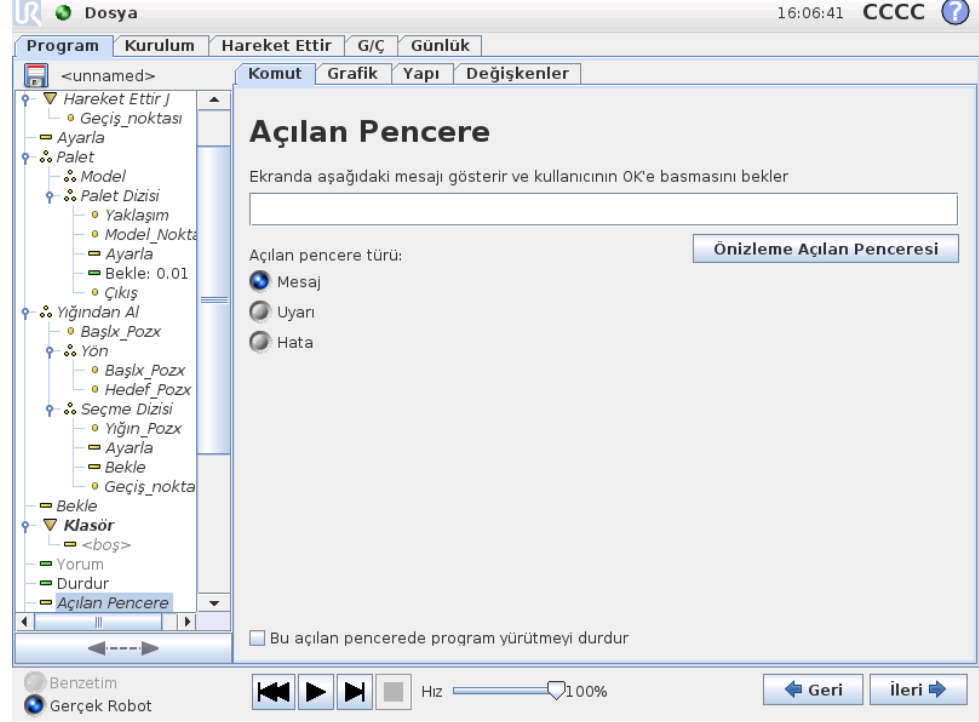 UR Dosya 16:06:41 CCCC ?
Program Kurulum Hareket Ettir G/Ç Günlük
<unnamed>
Komut Grafik Yapı Değişkenler
Hareket Ettir J
Geçiş_noktası
Ayarla
Palet
Model
Palet Dizisi
Yaklaşım
Model_Nokta
Ayarla
Bekle: 0.01
Çıkış
Yığından Al
Başlx_Pozx
Yön
Başlx_Pozx
Hedef_Pozx
Seçme Dizisi
Yığın_Pozx
Ayarla
Bekle
Geçiş_nokta
Bekle
Klasör
<boş>
Yorum
Durdur
Açılan Pencere
Açılan Pencere
Ekranda aşağıdaki mesajı gösterir ve kullanıcının OK'e basmasını bekler
Önizleme Açılan Penceresi
Açılan pencere türü:
Mesaj
Uyarı
Hata
Bu açılan pencerede program yürütmeyi durdur
Benzetim
Gerçek Robot
Hız 100%
Geri İleri